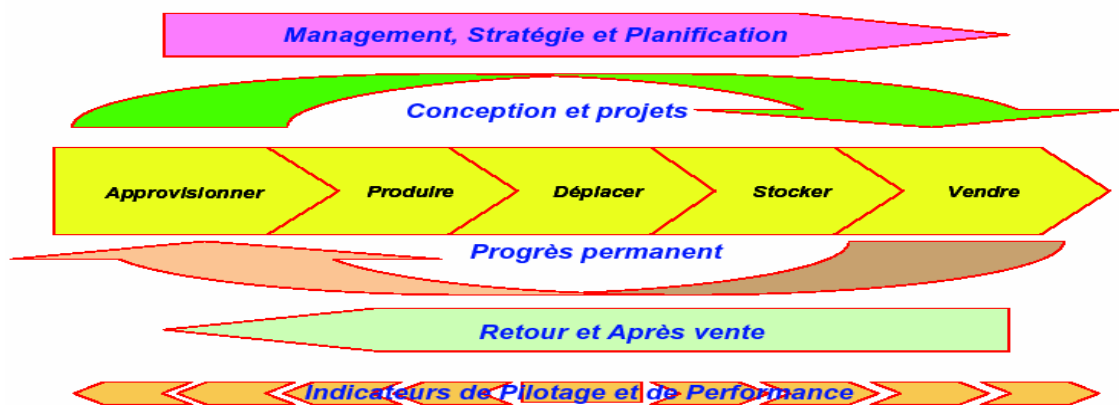 Management, Stratégie et Planification
Conception et projets
Approvisionner Produire Déplacer Stocker Vendre
Progrès permanent
Retour et Après vente
Indicateurs de Pilotage et de Performance